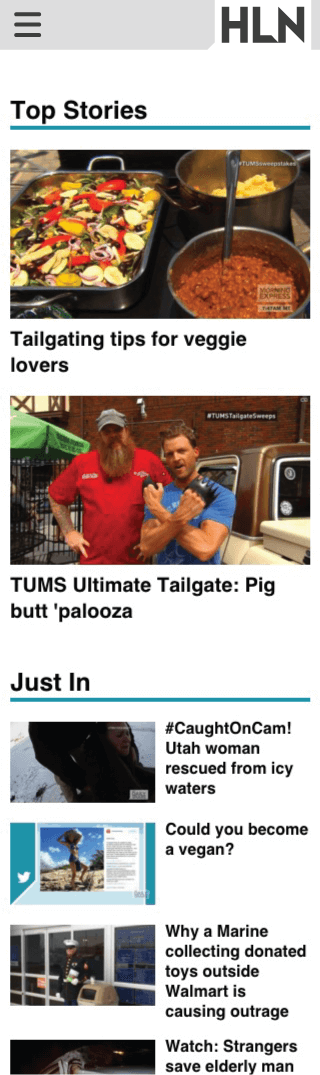 HLN
Top Stories
#TUMSsweepstakes
MORNING
EXPRESS
Tailgating tips for veggie
lovers
#TUMSTailgateSweeps
TUMS Ultimate Tailgate: Pig
butt 'palooza
Just In
#CaughtOnCam!
Utah woman
rescued from icy
waters
Could you become
a vegan?
Why a Marine
collecting donated
toys outside
Walmart is
causing outrage
Watch: Strangers
save elderly man